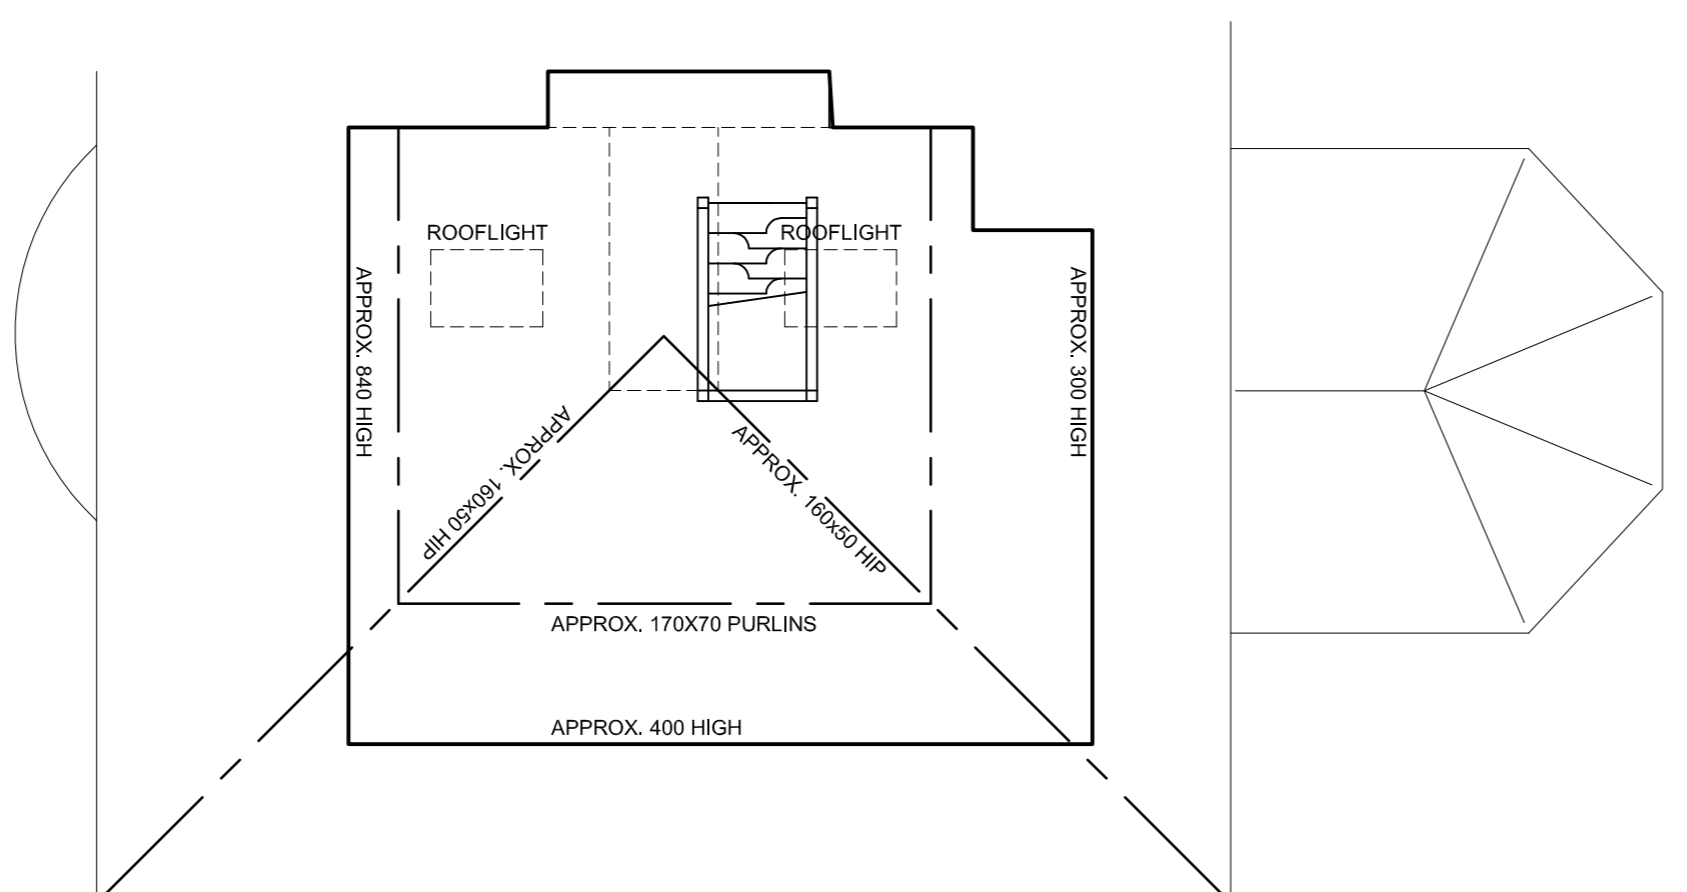 ROOFLIGHT
ROOFLIGHT
APPROX. 840 HIGH
APPROX. 300 HIGH
APPROX. 160x50 HIP
APPROX. 160x50 HIP
APPROX. 170X70 PURLINS
APPROX. 400 HIGH